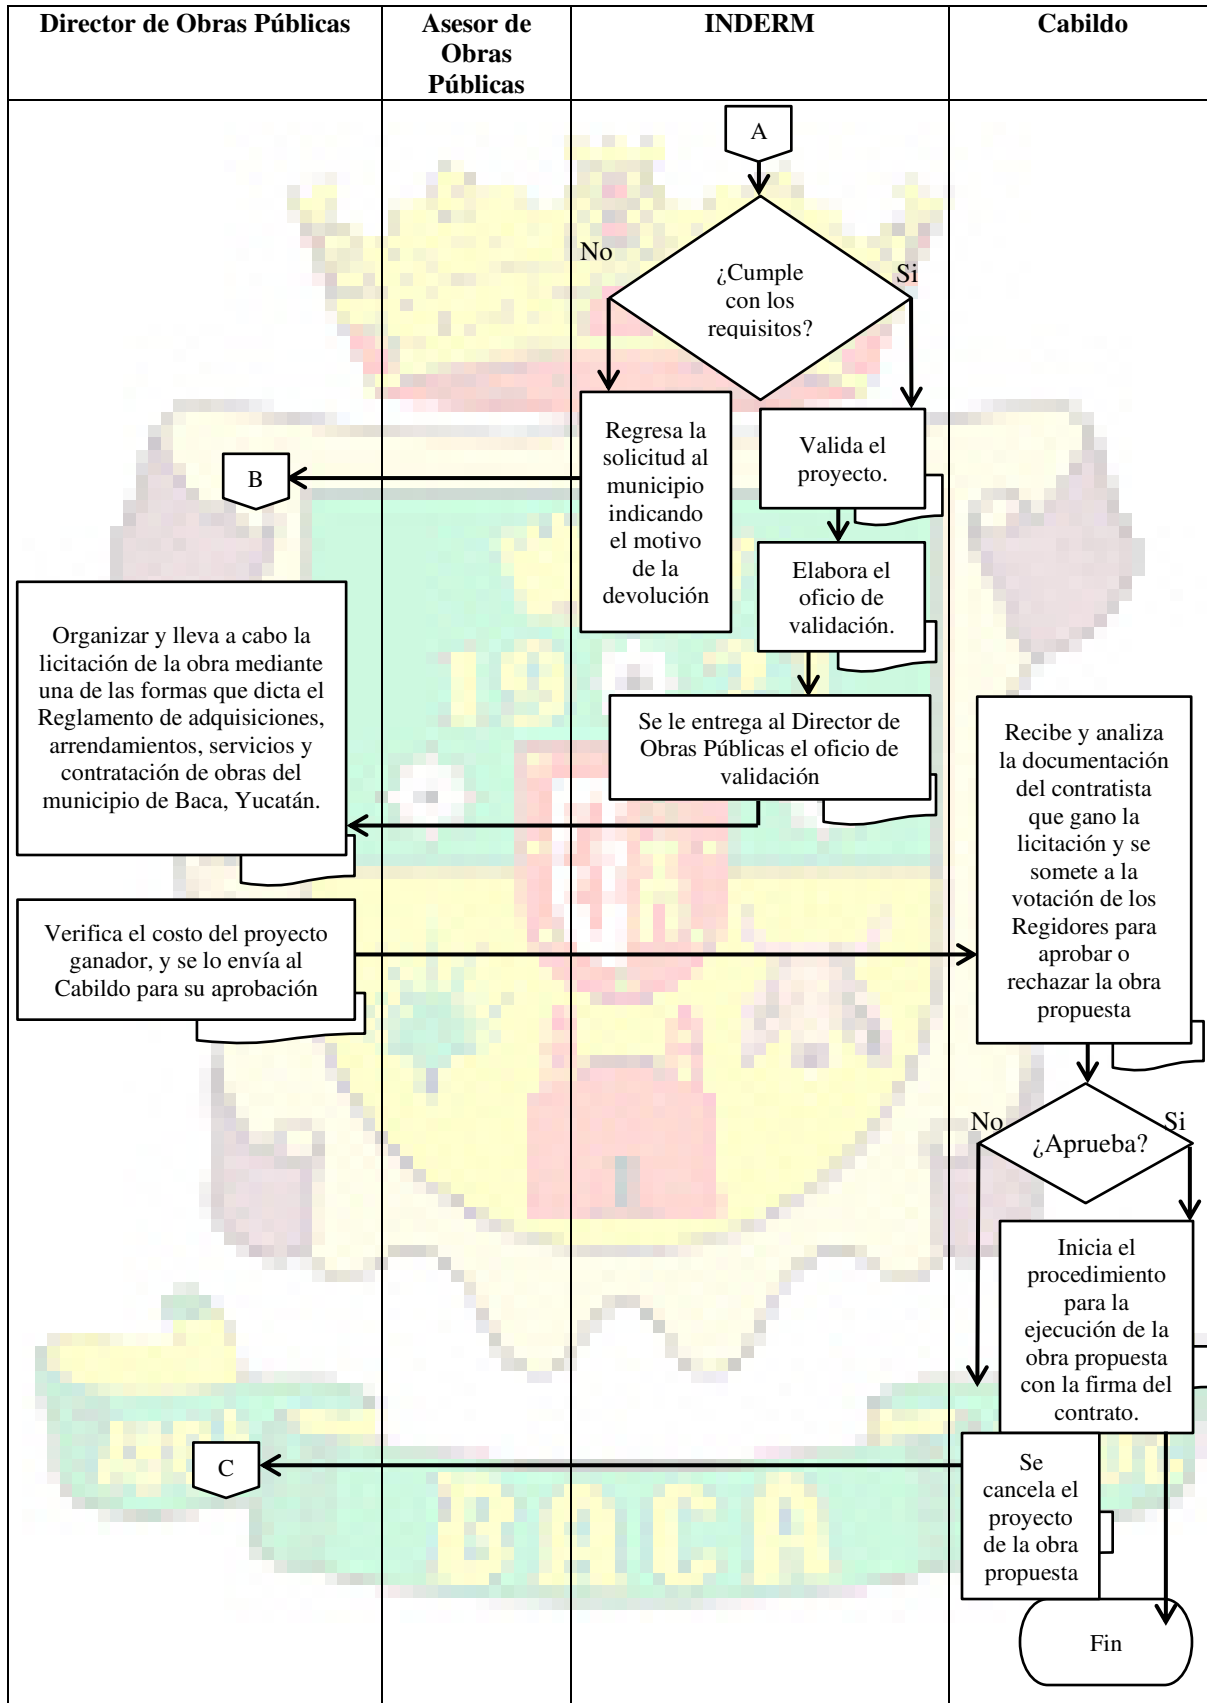 Director de Obras Públicas
Asesor de
Obras
Públicas
INDERM
Cabildo
A
No
Si
¿Cumple
con los
requisitos?
Regresa la
solicitud al
municipio
indicando
el motivo
de la
devolución
Valida el
proyecto.
B
Elabora el
oficio de
validación.
Organizar y lleva a cabo la
licitación de la obra mediante
una de las formas que dicta el
Reglamento de adquisiciones,
arrendamientos, servicios y
contratación de obras del
municipio de Baca, Yucatán.
Se le entrega al Director de
Obras Públicas el oficio de
validación
Recibe y analiza
la documentación
del contratista
que gano la
licitación y se
somete a la
votación de los
Regidores para
aprobar o
rechazar la obra
propuesta
Verifica el costo del proyecto
ganador, y se lo envía al
Cabildo para su aprobación
No
Si
¿Aprueba?
Inicia el
procedimiento
para la
ejecución de la
obra propuesta
con la firma del
contrato.
C
Se
cancela el
proyecto
de la obra
propuesta
Fin
BACA